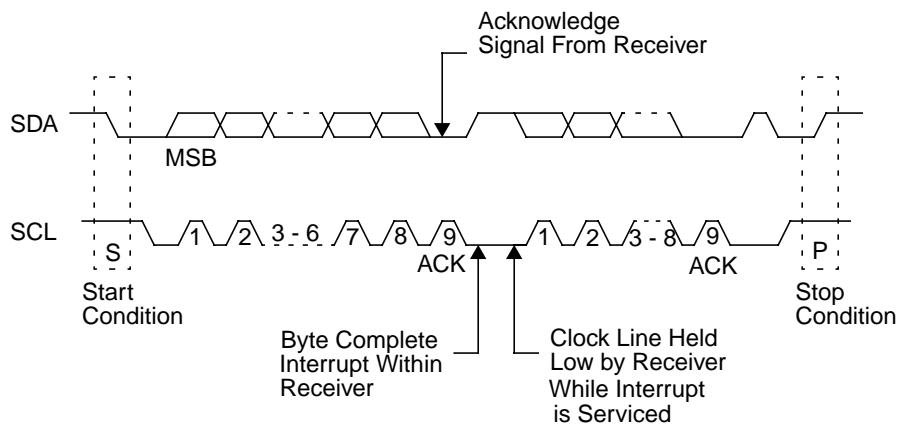 Acknowledge
Signal From Receiver
SDA
MSB
SCL
S
1
2
3 - 6
7
8
9
ACK
1
2
3 - 8
9
ACK
P
Start
Condition
Stop
Condition
Byte Complete
Interrupt Within
Receiver
Clock Line Held
Low by Receiver
While Interrupt
is Serviced